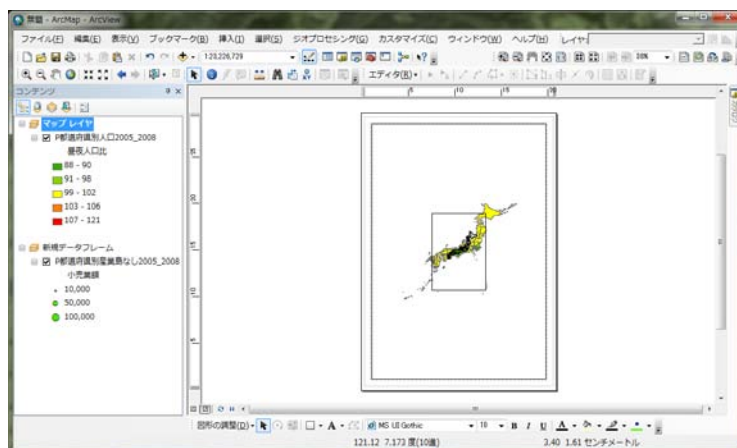 禁塾 - ArcMap - ArcView
ファイル(F) 編集(E) 表示(V) ブックマーク(B) 挿入(I) 選択(S) ジオプロセシング(G) カスタマイズ(C) ウィンドウ(W) ヘルプ(H) レイヤ:
1:20,226,729
エディタ(R)
コンテンツ
マップ レイヤ
P都道府県別人口2005_2008
昼夜人口比
88 - 90
91 - 98
99 - 102
103 - 106
107 - 121
新規データフレーム
P都道府県別産業島なし2005_2008
小売業額
10,000
50,000
100,000
図形の調整(D)
MS UI Gothic
10
B I U A
121.12 7.173 度(10進)
3.40 1.61 センチメートル